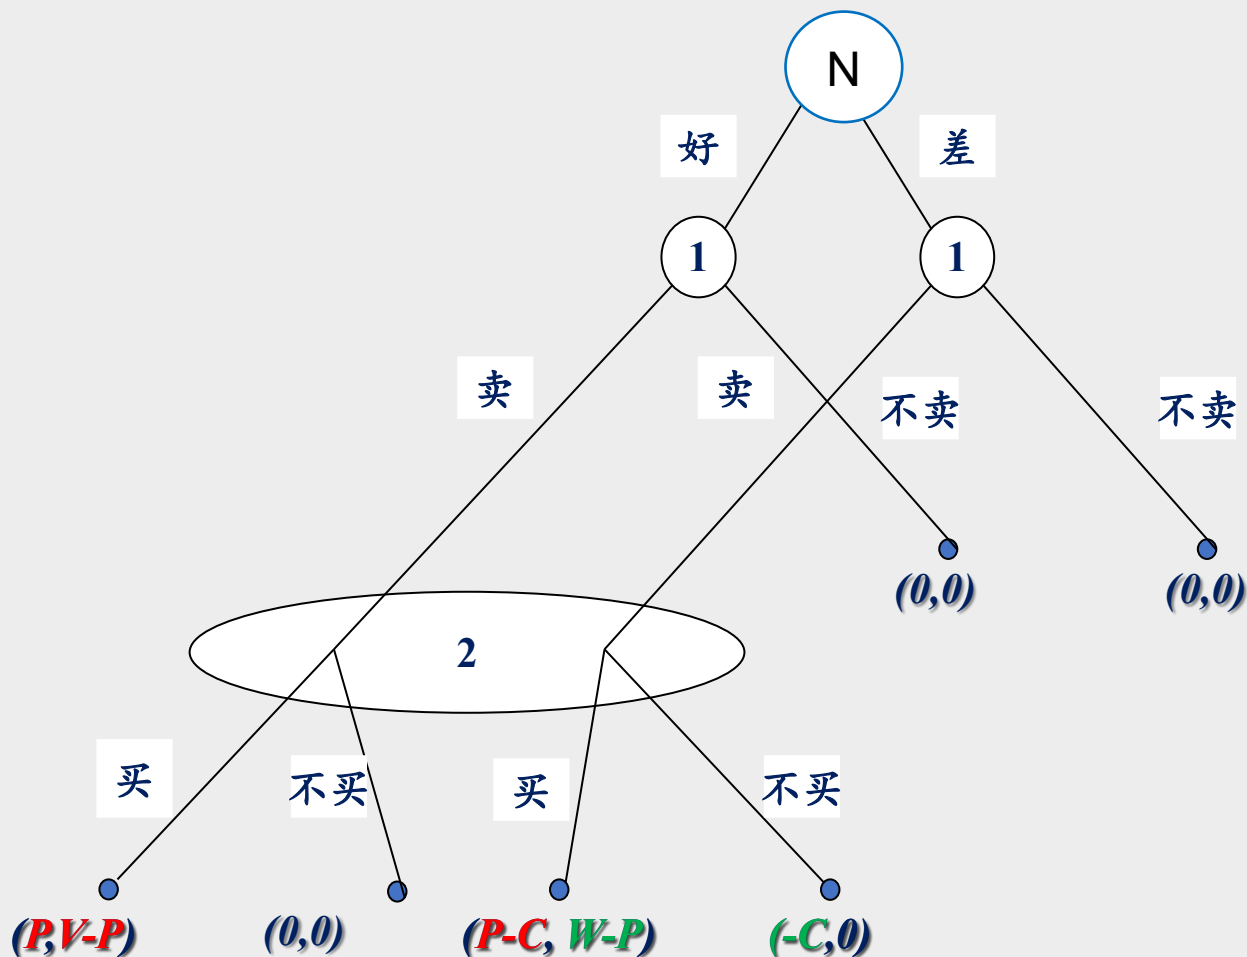 N
好 差
1 1
卖 卖 不卖 不卖
(0,0) (0,0)
2
买 不买 买 不买
(P,V-P) (0,0) (P-C, W-P) (-C,0)